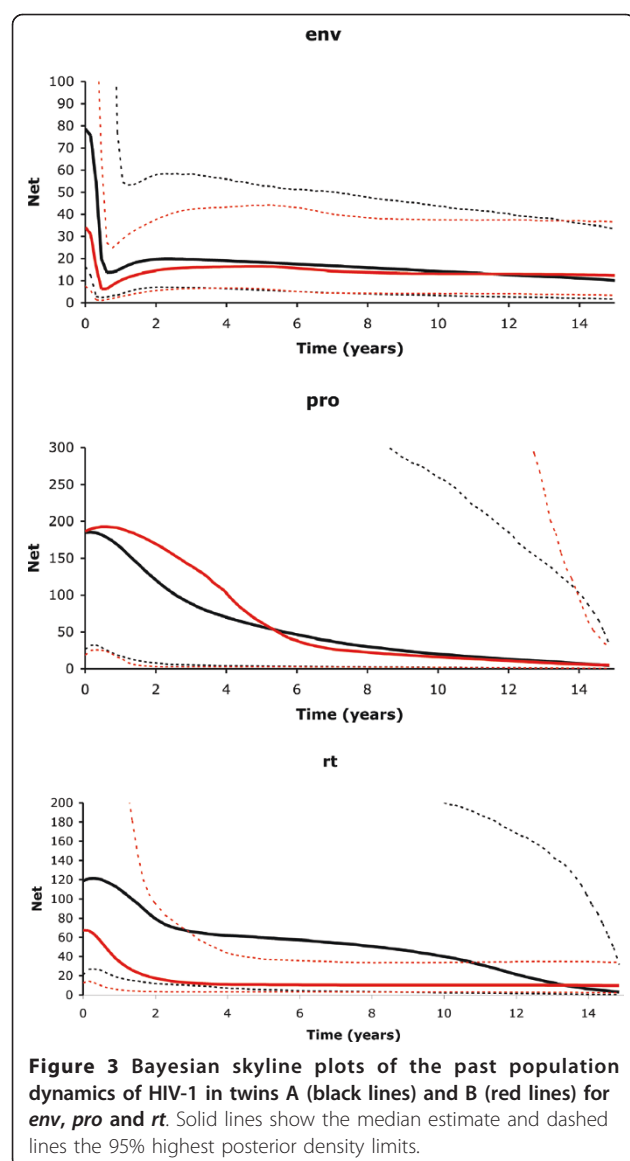 env
100
90
80
70
60
50
40
30
20
10
0
Net
0 2 4 6 8 10 12 14
Time (years)
pro
300
250
200
150
100
50
0
Net
0 2 4 6 8 10 12 14
Time (years)
rt
200
180
160
140
120
100
80
60
40
20
0
Net
0 2 4 6 8 10 12 14
Time (years)
Figure 3 Bayesian skyline plots of the past population
dynamics of HIV-1 in twins A (black lines) and B (red lines) for
env, pro and rt. Solid lines show the median estimate and dashed
lines the 95% highest posterior density limits.